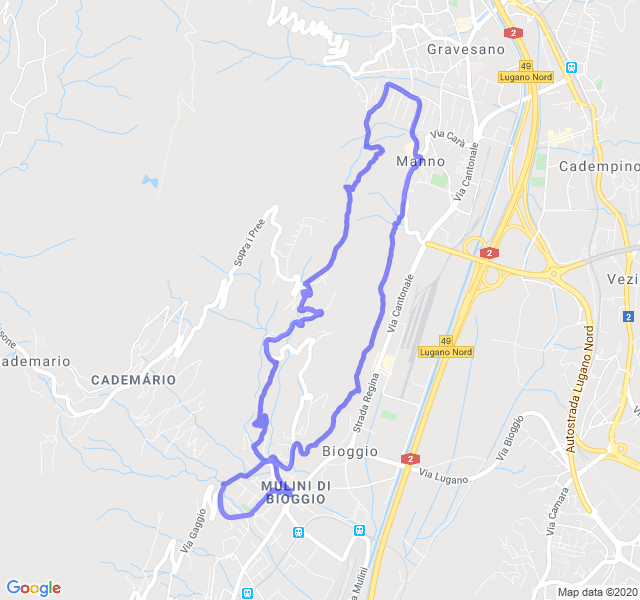 Gravesano
2
49
Lugano Nord
Via Carà
Manno
Via Cantonale
Cadempino
Sopra i Pree
2
Vezi
Via Cantonale
2
49
Lugano Nord
Autostrada Lugano Nord
isone
ademario
CADEMÁRIO
Strada Regina
Via Bioggio
Bioggio
2
Via Lugano
MULINI DI
BIOGGIO
Via Camara
Via Gaggio
Via Mulini
Google
Map data ©2020